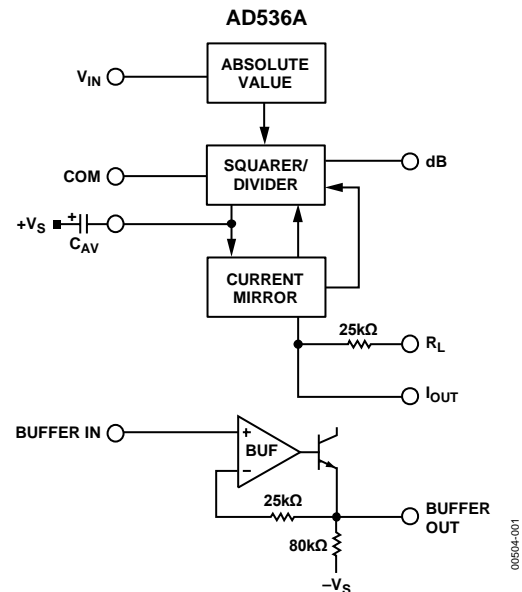 AD536A
ABSOLUTE
VALUE
V_IN
SQUARER/
DIVIDER
COM
dB
+V_S
+
C_AV
CURRENT
MIRROR
25kΩ
R_L
I_OUT
BUFFER IN
+
BUF
−
25kΩ
BUFFER
OUT
80kΩ
−V_S
00504-001